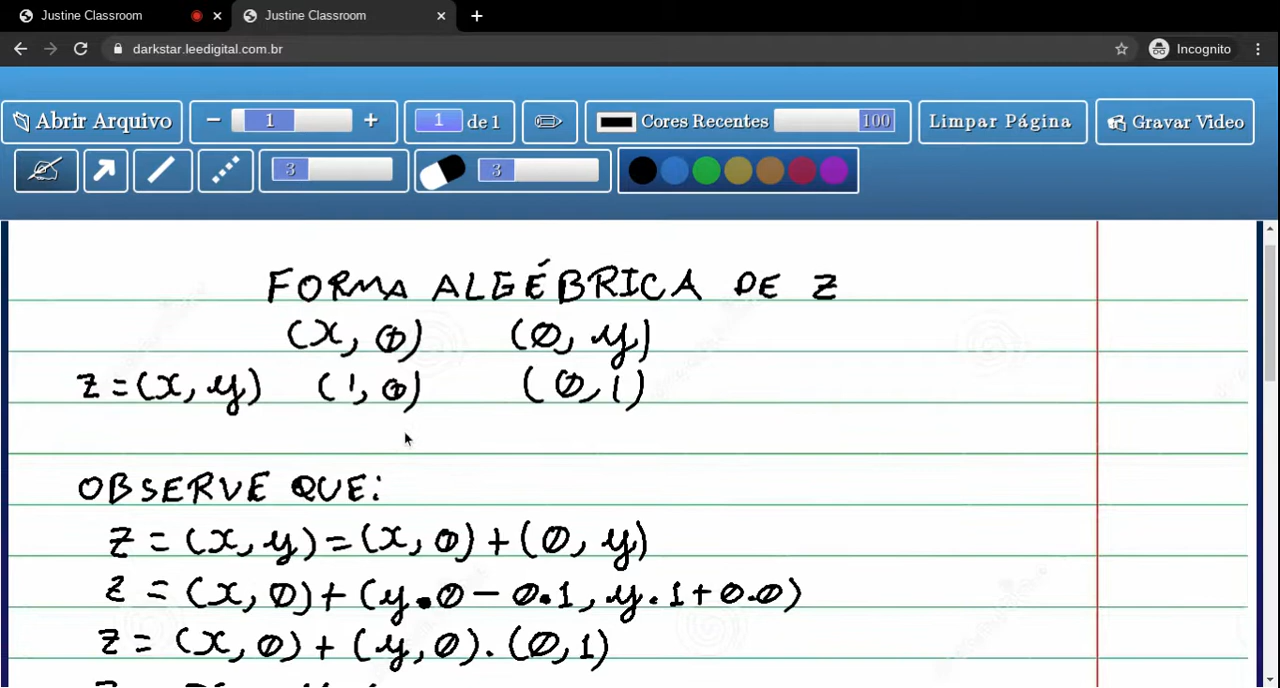 Justine Classroom
Justine Classroom
darkstar.leedigital.com.br
Incognito
Abrir Arquivo
− 1 +
1 de 1
Cores Recentes 100
Limpar Página
Gravar Video
3
3
FORMA ALGÉBRICA DE Z
(x, 0) (0, y)
z = (x, y) (1, 0) (0, 1)
OBSERVE QUE:
z = (x, y) = (x, 0) + (0, y)
z = (x, 0) + (y.0 − 0.1, y.1 + 0.0)
z = (x, 0) + (y, 0) . (0, 1)